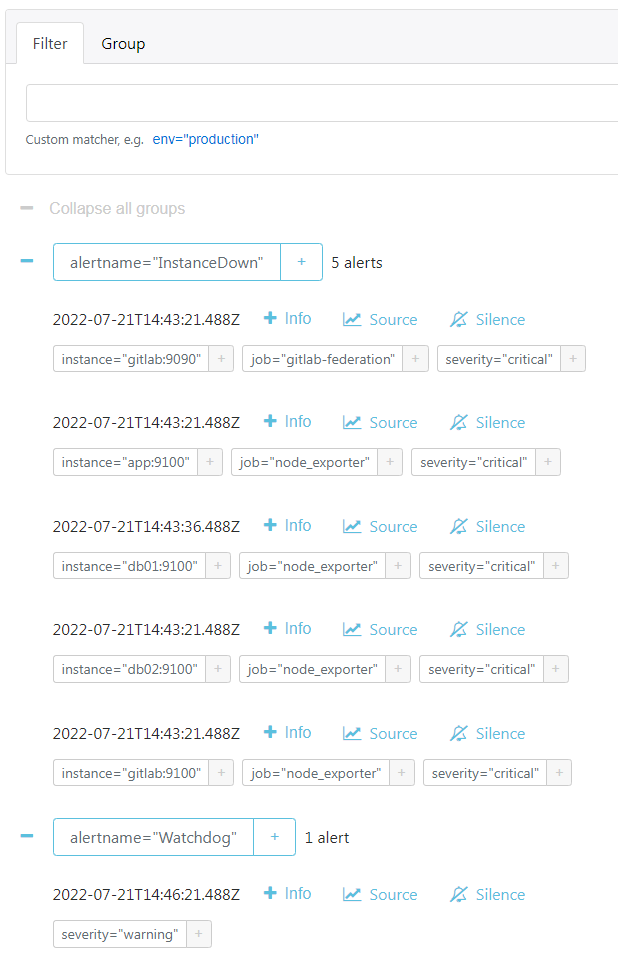 Filter Group
Custom matcher, e.g. env="production"
Collapse all groups
alertname="InstanceDown" + 5 alerts
2022-07-21T14:43:21.488Z + Info Source Silence
instance="gitlab:9090" + job="gitlab-federation" + severity="critical" +
2022-07-21T14:43:21.488Z + Info Source Silence
instance="app:9100" + job="node_exporter" + severity="critical" +
2022-07-21T14:43:36.488Z + Info Source Silence
instance="db01:9100" + job="node_exporter" + severity="critical" +
2022-07-21T14:43:21.488Z + Info Source Silence
instance="db02:9100" + job="node_exporter" + severity="critical" +
2022-07-21T14:43:21.488Z + Info Source Silence
instance="gitlab:9100" + job="node_exporter" + severity="critical" +
alertname="Watchdog" + 1 alert
2022-07-21T14:46:21.488Z + Info Source Silence
severity="warning" +